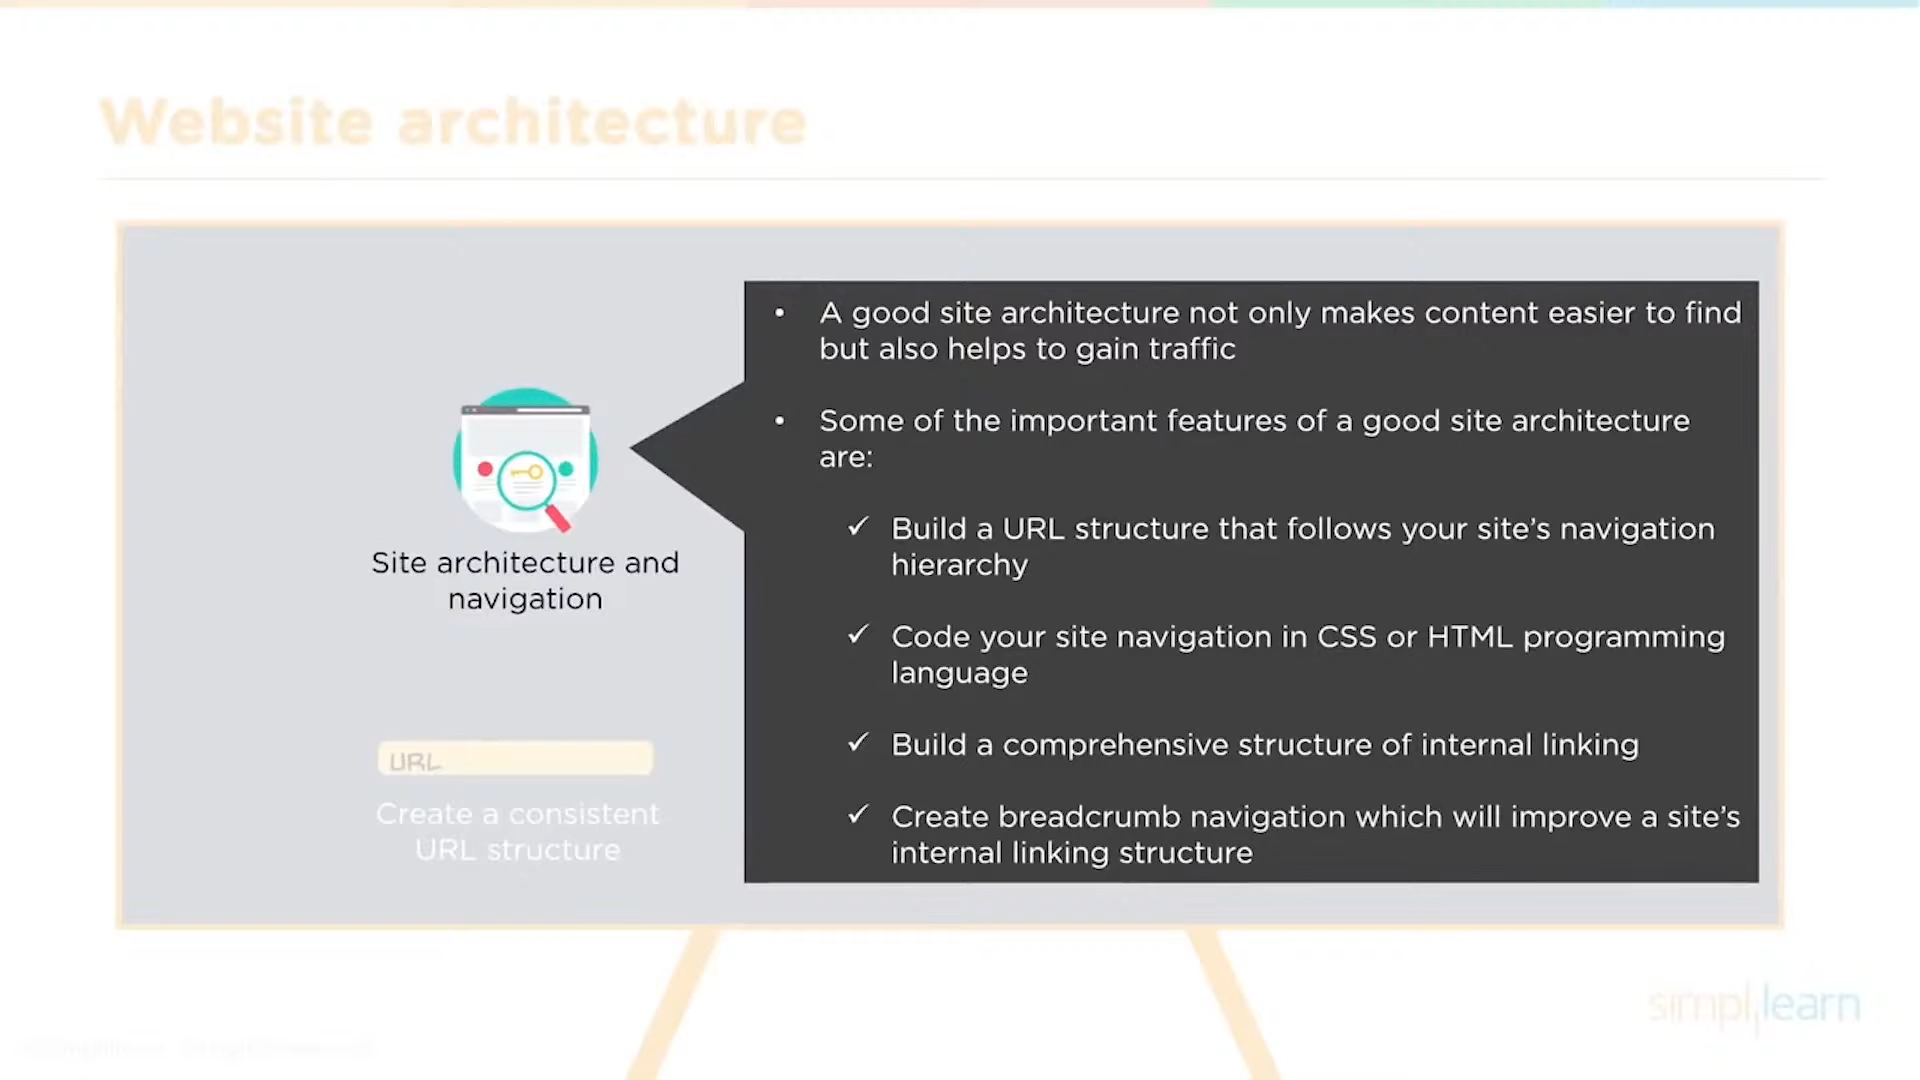 Website architecture
• A good site architecture not only makes content easier to find
but also helps to gain traffic
• Some of the important features of a good site architecture
are:
✓ Build a URL structure that follows your site's navigation
hierarchy
✓ Code your site navigation in CSS or HTML programming
language
✓ Build a comprehensive structure of internal linking
✓ Create breadcrumb navigation which will improve a site's
internal linking structure
Site architecture and
navigation
URL
Create a consistent
URL structure
simplilearn